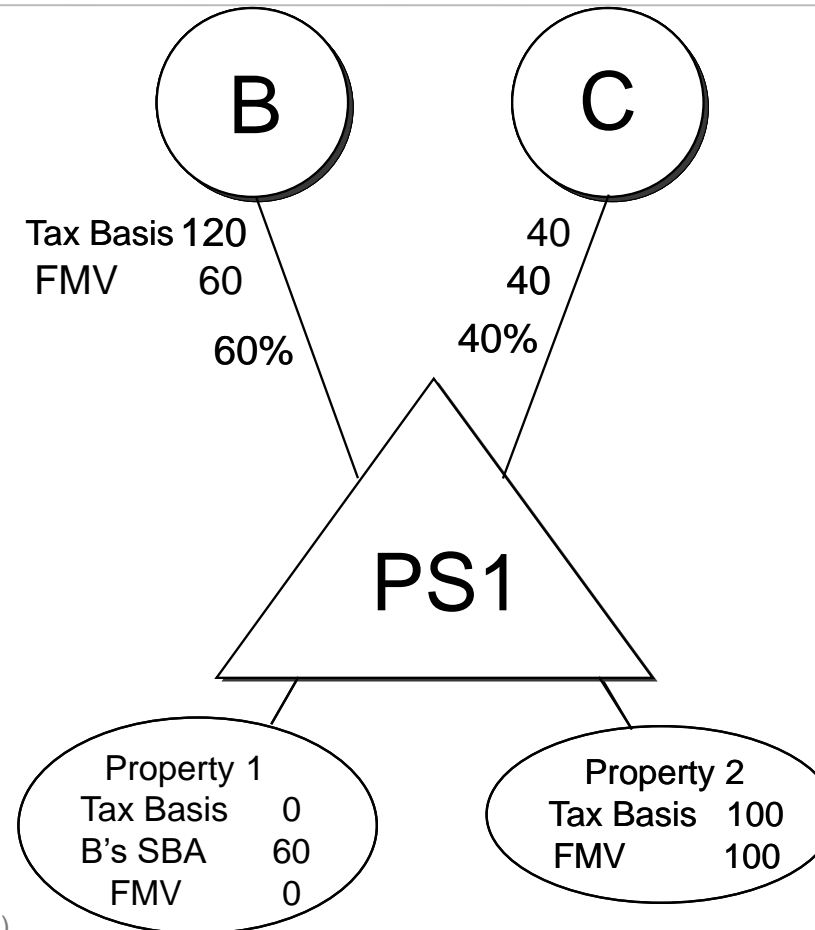 B
C
Tax Basis 120
FMV 60
60%
40
40
40%
PS1
Property 1
Tax Basis 0
B's SBA 60
FMV 0
Property 2
Tax Basis 100
FMV 100
)